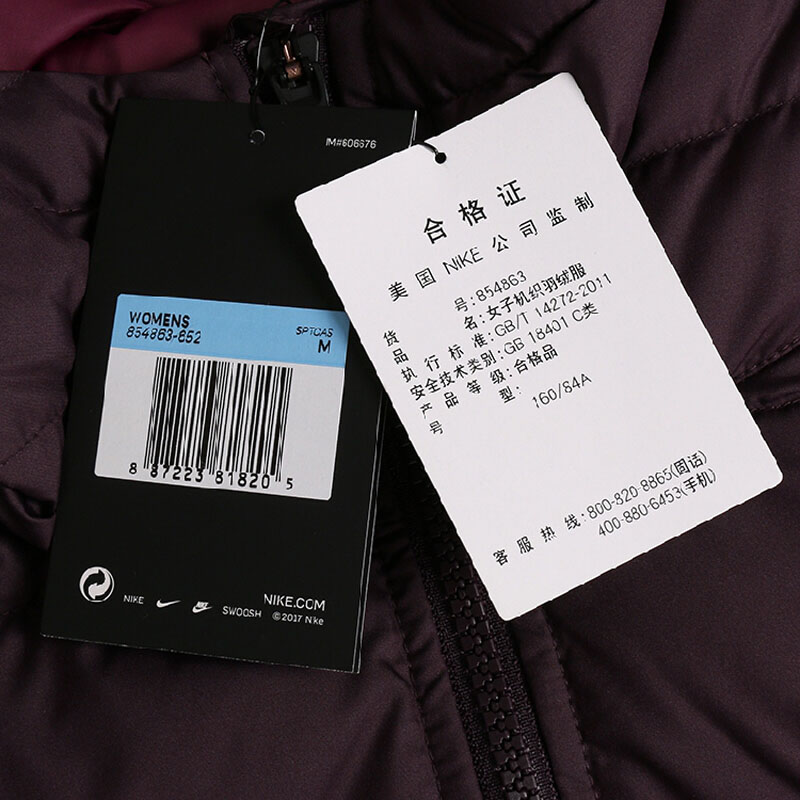 IM#606676
WOMENS
854863-652
SPTCAS
M
8 87223 81820 5
NIKE
SWOOSH
NIKE.COM
©2017 Nike
合格证
美国NIKE公司监制
货号:854863
品名:女子机织羽绒服
执行标准:GB/T 14272-2011
安全技术类别:GB 18401 C类
产品等级:合格品
号型:160/84A
客服热线:800-820-8865(固话)
400-880-6453(手机)